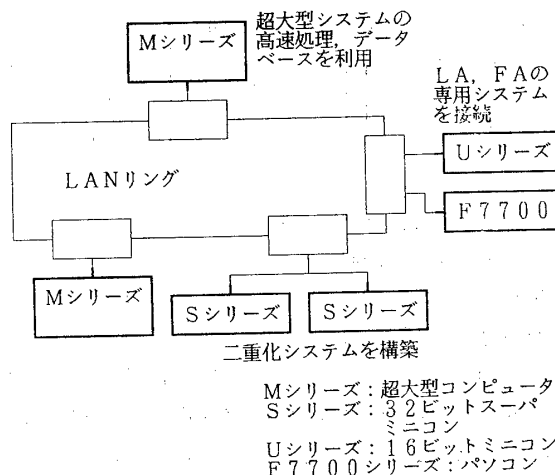 超大型システムの
高速処理，データ
ベースを利用
Mシリーズ
LA，FAの
専用システム
を接続
Uシリーズ
F7700
LANリング
Mシリーズ
Sシリーズ
Sシリーズ
二重化システムを構築
Mシリーズ：超大型コンピュータ
Sシリーズ：32ビットスーパ
ミニコン
Uシリーズ：16ビットミニコン
F7700シリーズ：パソコン